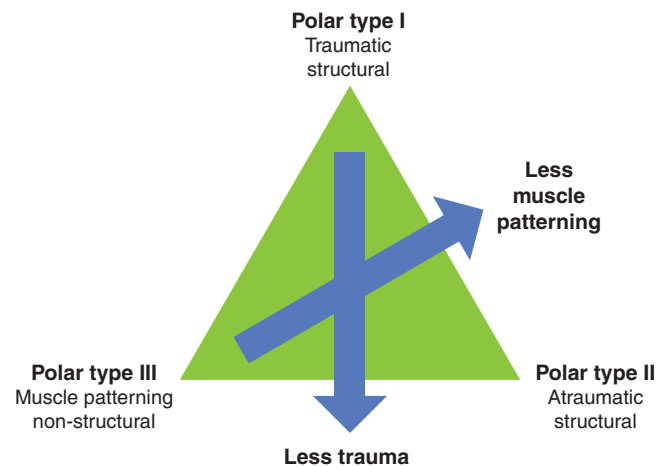 Polar type I
Traumatic
structural
Less
muscle
patterning
Polar type III
Muscle patterning
non-structural
Polar type II
Atraumatic
structural
Less trauma